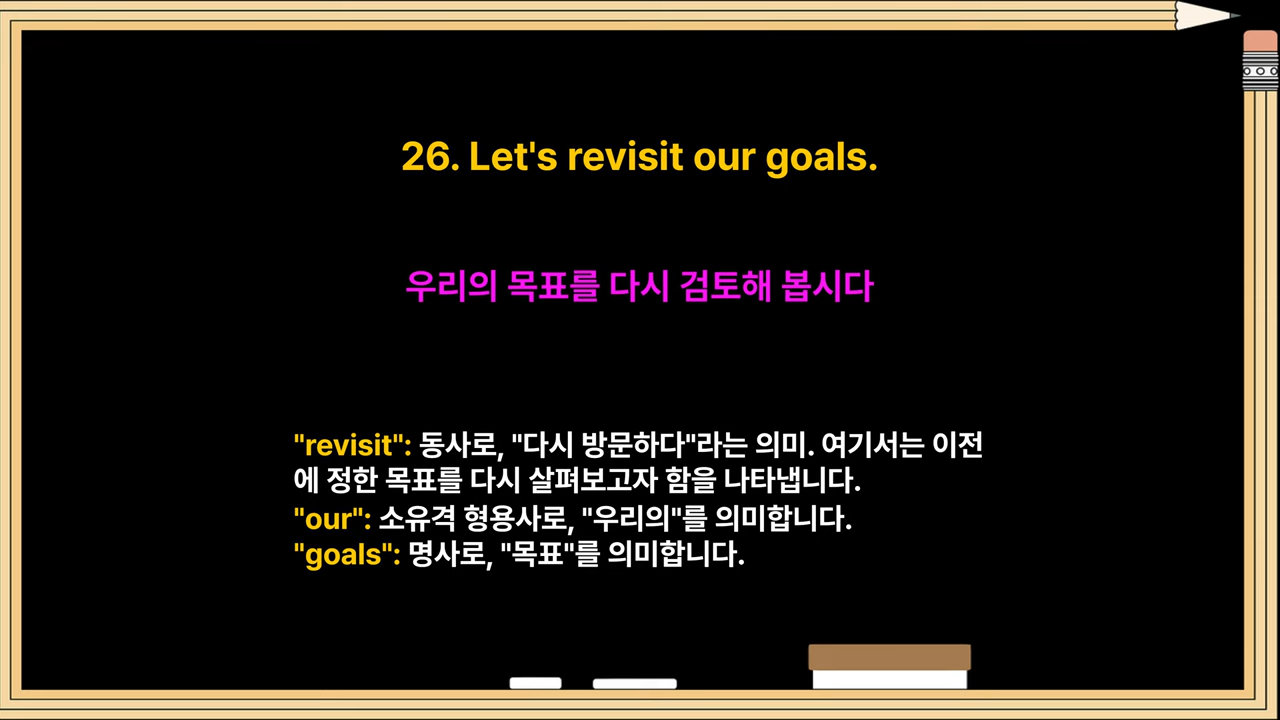 26. Let's revisit our goals.
우리의 목표를 다시 검토해 봅시다
"revisit": 동사로, "다시 방문하다"라는 의미. 여기서는 이전
에 정한 목표를 다시 살펴보고자 함을 나타냅니다.
"our": 소유격 형용사로, "우리의"를 의미합니다.
"goals": 명사로, "목표"를 의미합니다.